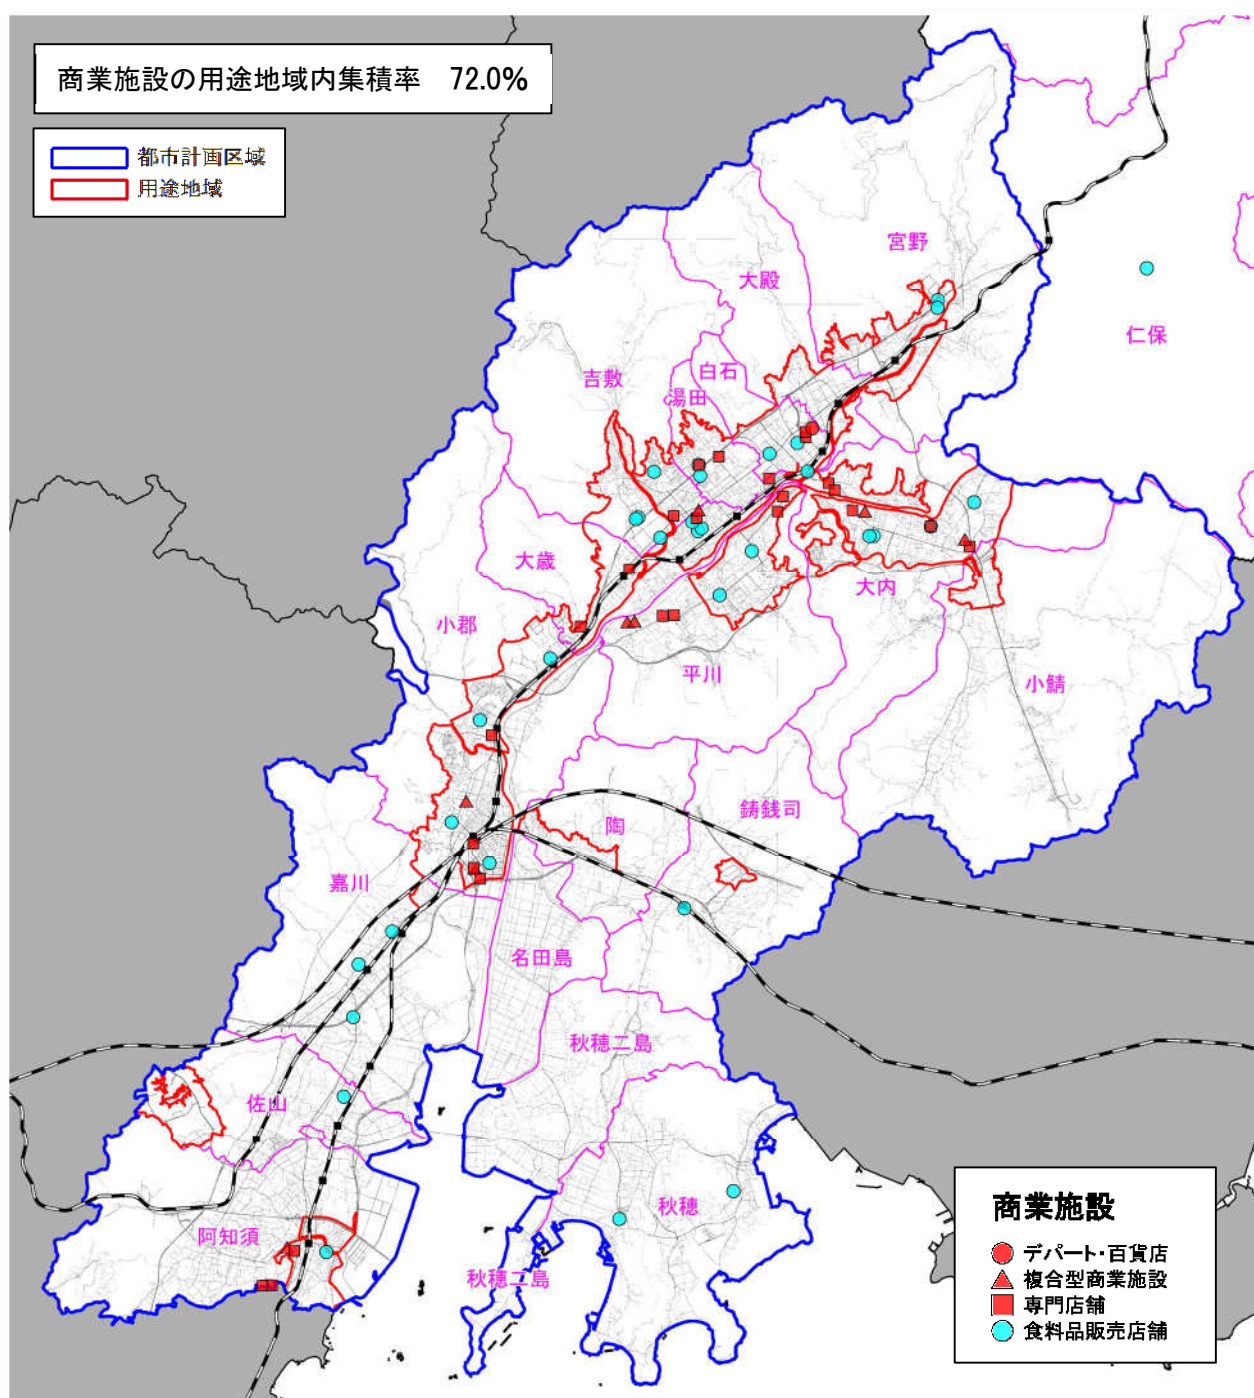 商業施設の用途地域内集積率 72.0%
都市計画区域
用途地域
宮野
大殿
仁保
白石
吉敷
湯田
大歳
大内
小郡
平川
小鯖
鋳銭司
陶
嘉川
名田島
秋穂二島
佐山
秋穂
阿知須
秋穂二島
商業施設
デパート・百貨店
複合型商業施設
専門店舗
食料品販売店舗